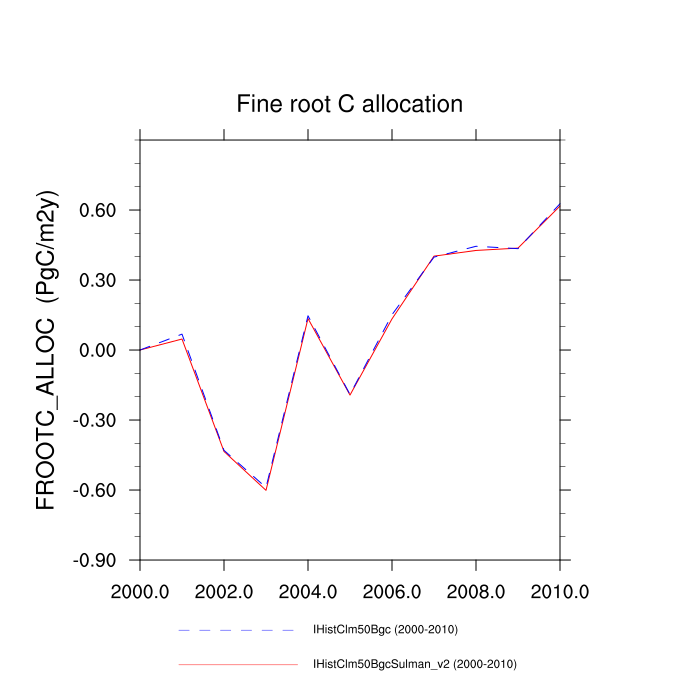 Fine root C allocation
FROOTC_ALLOC (PgC/m2y)
0.60
0.30
0.00
-0.30
-0.60
-0.90
2000.0 2002.0 2004.0 2006.0 2008.0 2010.0
IHistClm50Bgc (2000-2010)
IHistClm50BgcSulman_v2 (2000-2010)